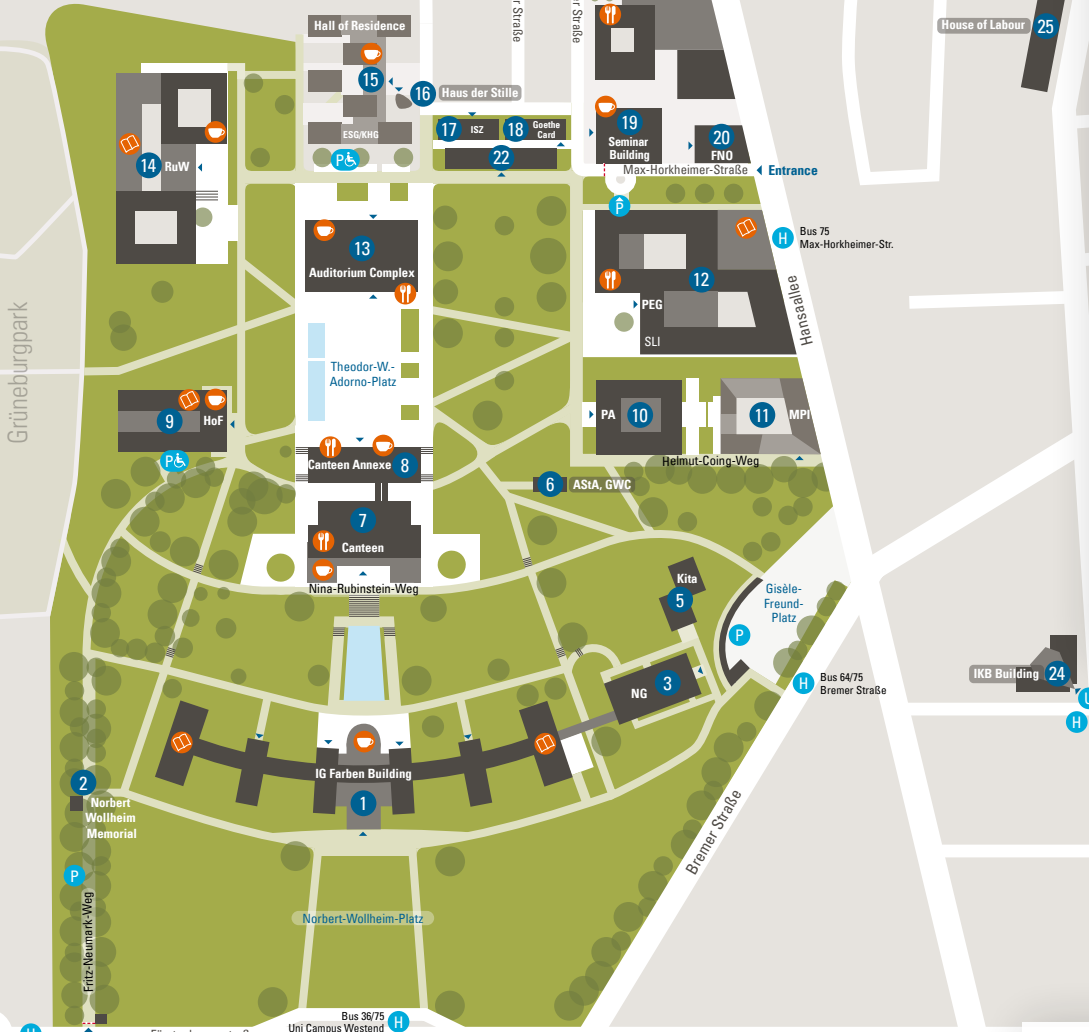 Hall of Residence
r Straße
r Straße
House of Labour
25
15
16
Haus der Stille
ESG/KHG
P
17
ISZ
18
Goethe
Card
22
19
Seminar
Building
20
FNO
Max-Horkheimer-Straße
Entrance
P
14
RuW
13
Auditorium Complex
H
Bus 75
Max-Horkheimer-Str.
12
PEG
SLI
Hansaallee
Grüneburgpark
Theodor-W.-
Adorno-Platz
9
HoF
P
PA
10
11
MPI
Helmut-Coing-Weg
Canteen Annexe
8
6
AStA, GWC
7
Canteen
Nina-Rubinstein-Weg
Kita
5
Gisèle-
Freund-
Platz
P
NG
3
H
Bus 64/75
Bremer Straße
IKB Building
24
U
H
IG Farben Building
1
2
Norbert
Wollheim
Memorial
P
Fritz-Neumark-Weg
Bremer Straße
Norbert-Wollheim-Platz
Bus 36/75
Uni Campus Westend
H
H